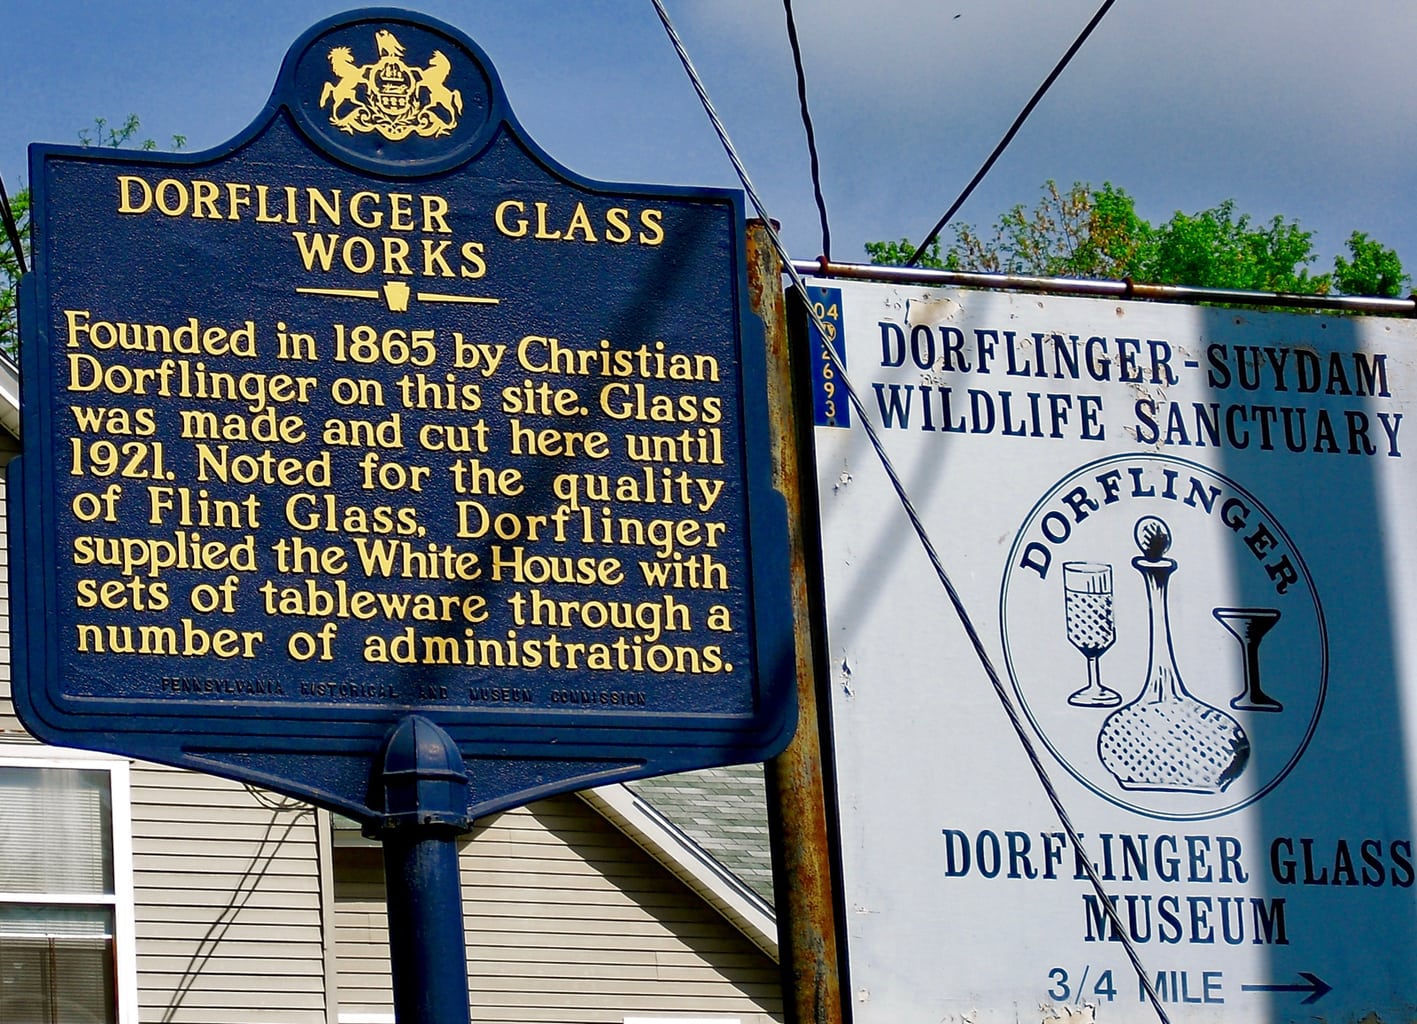 DORFLINGER GLASS
WORKS
Founded in 1865 by Christian
Dorflinger on this site. Glass
was made and cut here until
1921. Noted for the quality
of Flint Glass, Dorflinger
supplied the White House with
sets of tableware through a
number of administrations.
PENNSYLVANIA HISTORICAL AND MUSEUM COMMISSION
04
2693
DORFLINGER-SUYDAM
WILDLIFE SANCTUARY
DORFLINGER
DORFLINGER GLASS
MUSEUM
3/4 MILE →